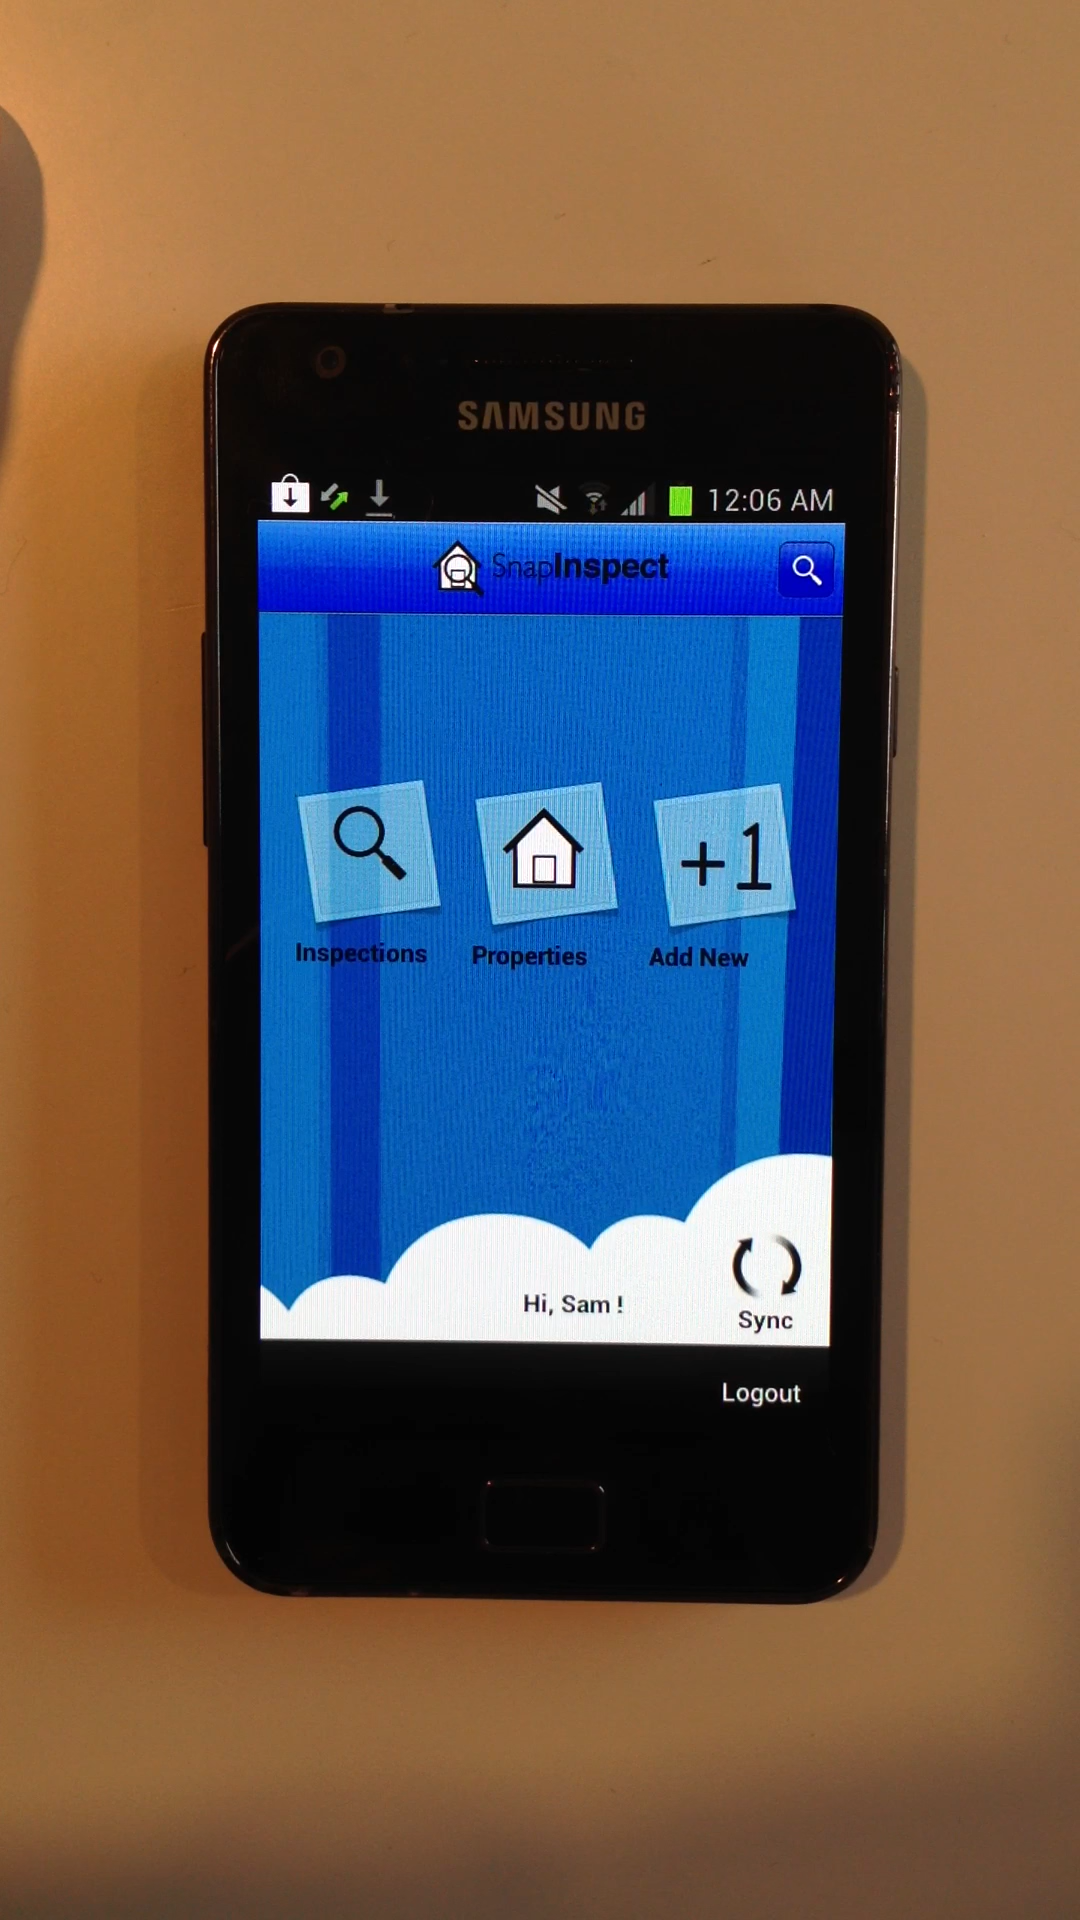 SAMSUNG
12:06 AM
SnapInspect
+1
Inspections Properties Add New
Hi, Sam !
Sync
Logout